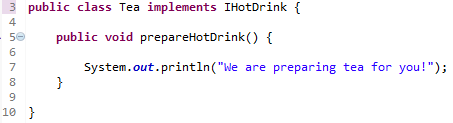 3 public class Tea implements IHotDrink {
4
5 public void prepareHotDrink() {
6
7 System.out.println("We are preparing tea for you!");
8 }
9
10 }